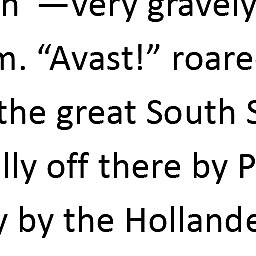 n" —very gravely
m. “Avast!” roare
the great South S
lly off there by P
y by the Hollande